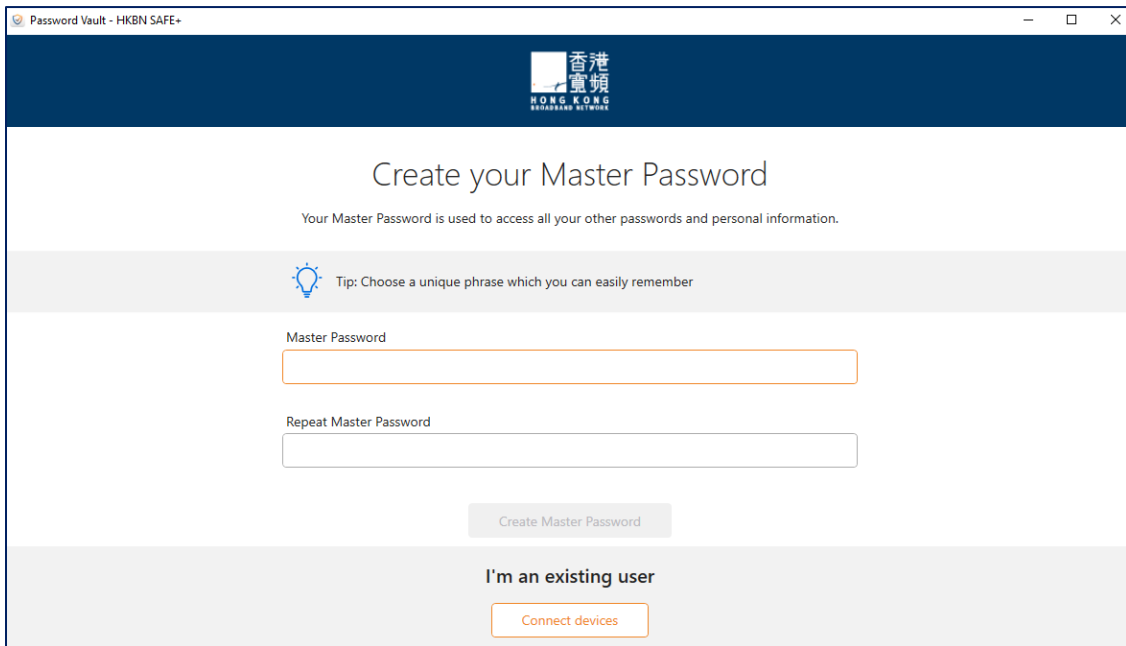 Password Vault - HKBN SAFE+
香港
寬頻
HONG KONG
BROADBAND NETWORK
Create your Master Password
Your Master Password is used to access all your other passwords and personal information.
Tip: Choose a unique phrase which you can easily remember
Master Password
Repeat Master Password
Create Master Password
I'm an existing user
Connect devices